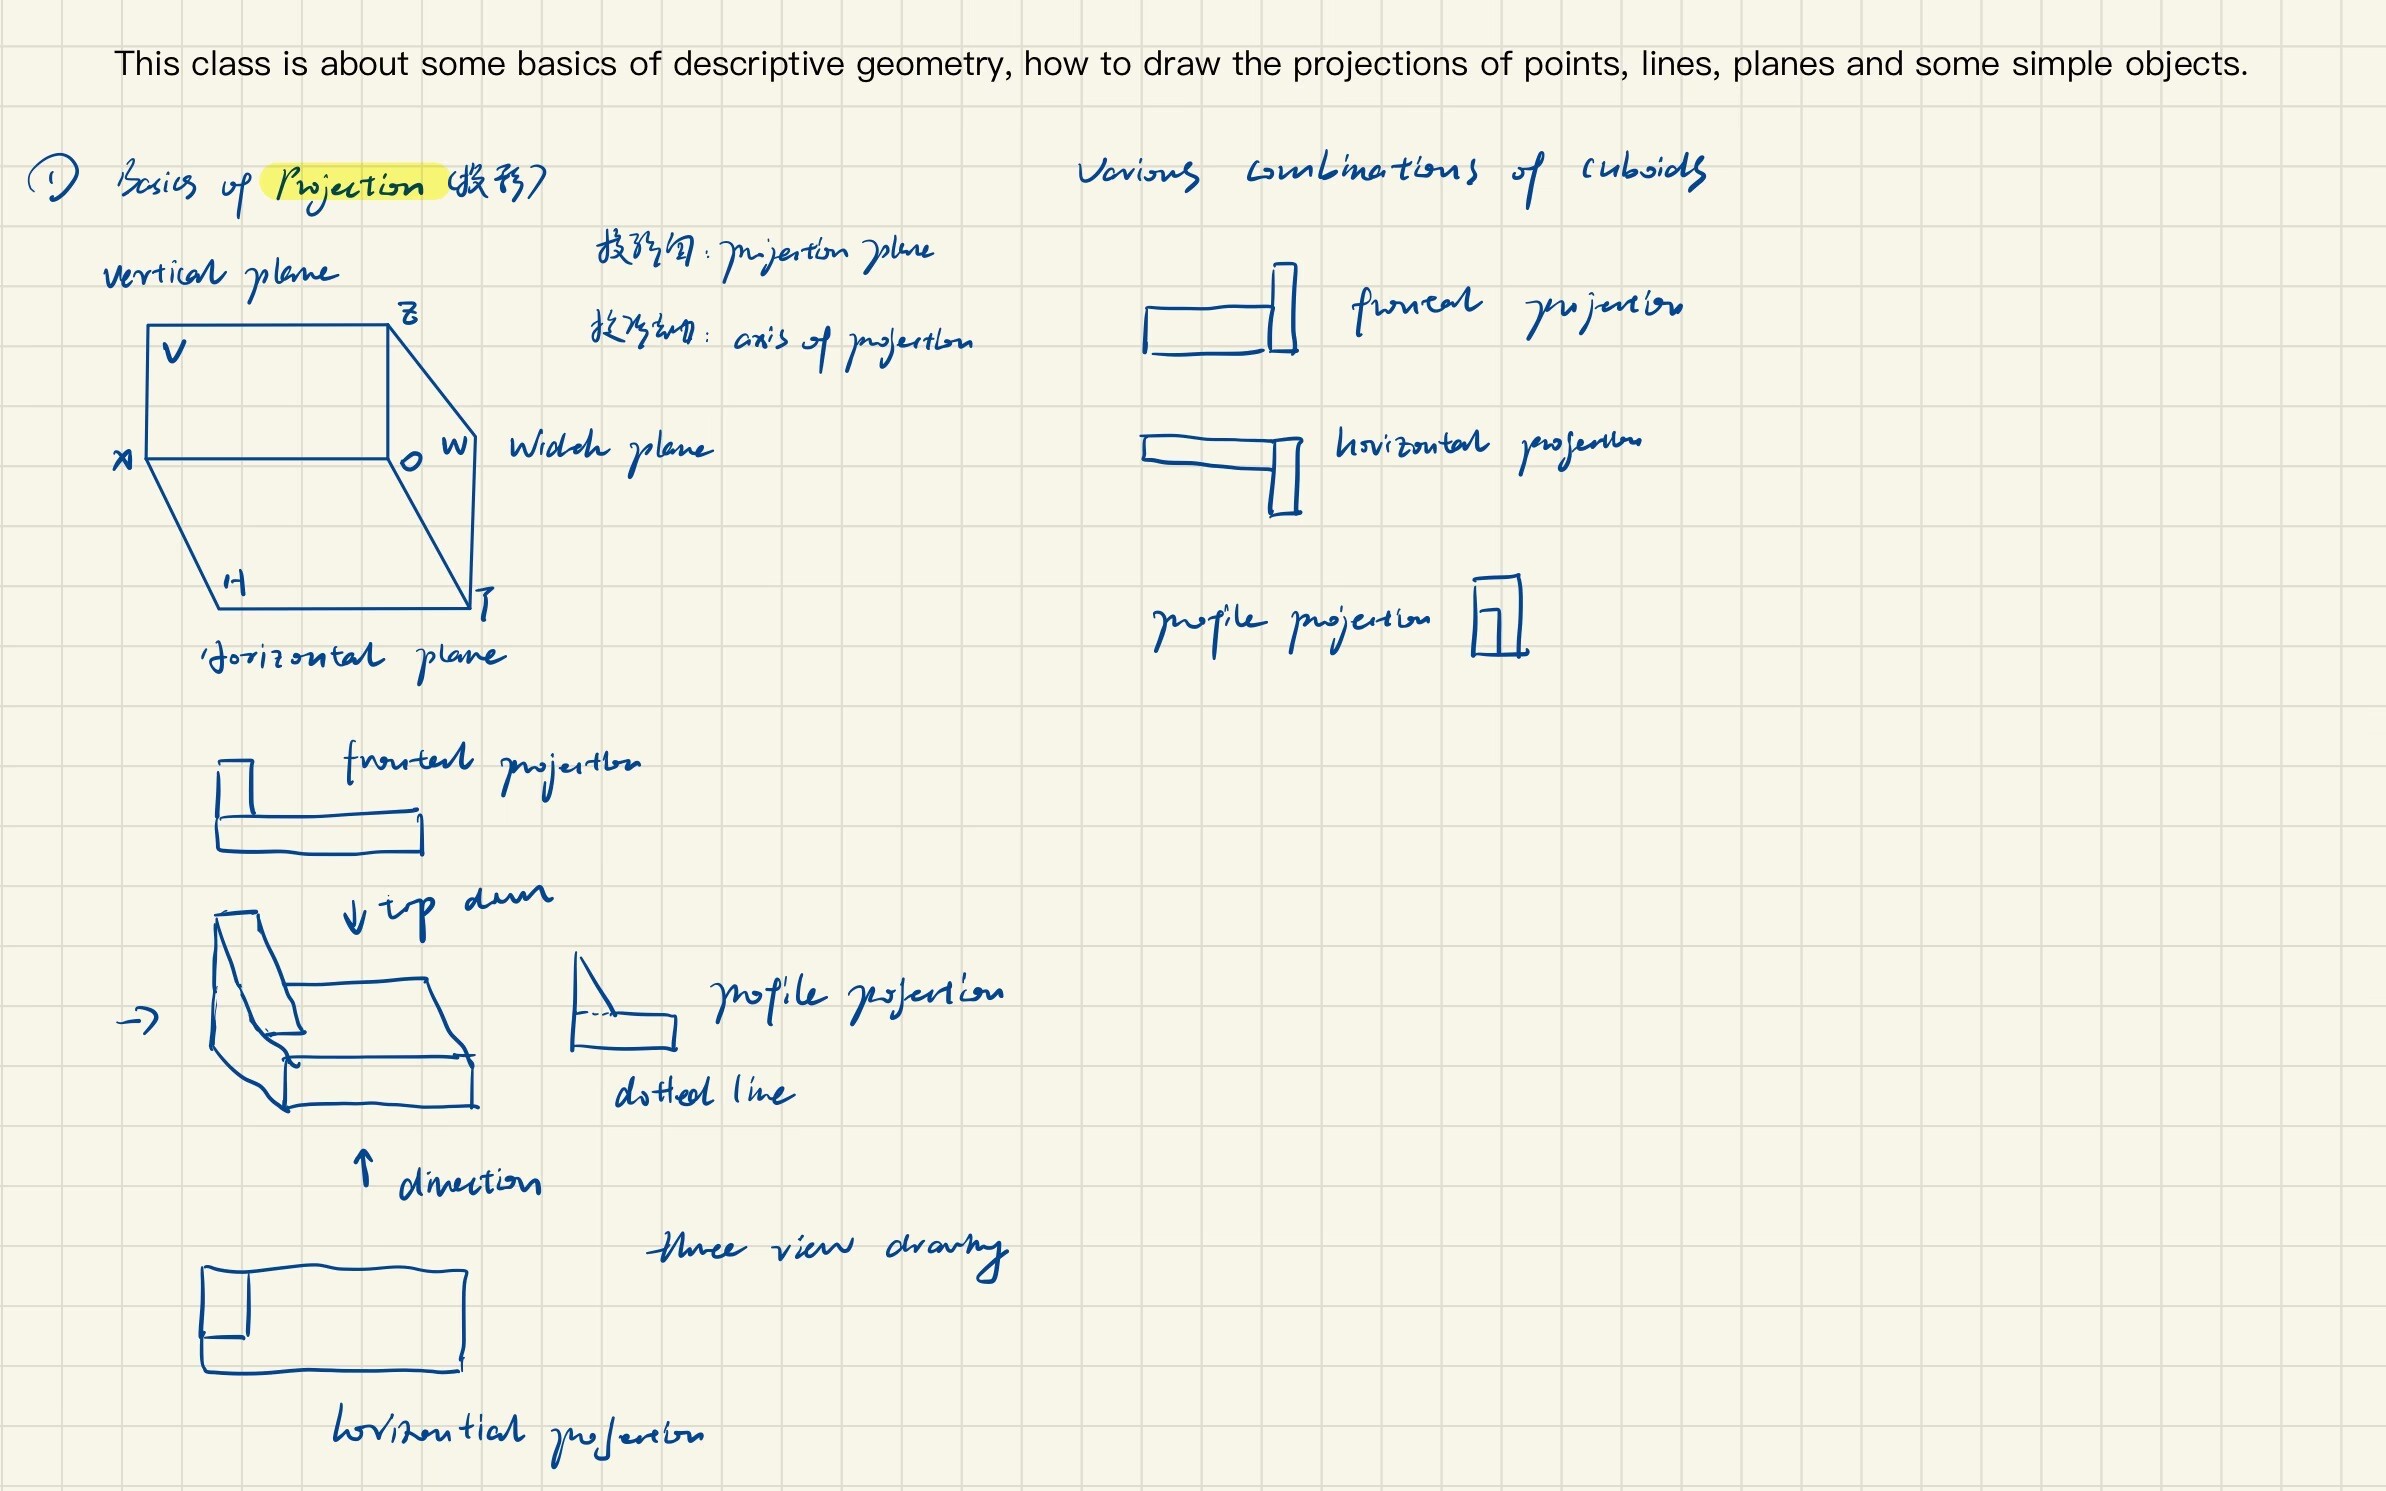 This class is about some basics of descriptive geometry, how to draw the projections of points, lines, planes and some simple objects.
① Basics of Projection (投形)
vertical plane
投影面: projection plane
投影轴: axis of projection
Z
V
X
O
W
Width plane
H
Y
Horizontal plane
frontal projection
↓ top down
→
profile projection
dotted line
↑ direction
three view drawing
horizontial projection
Various combinations of cuboids
frontal projection
horizontal projection
profile projection